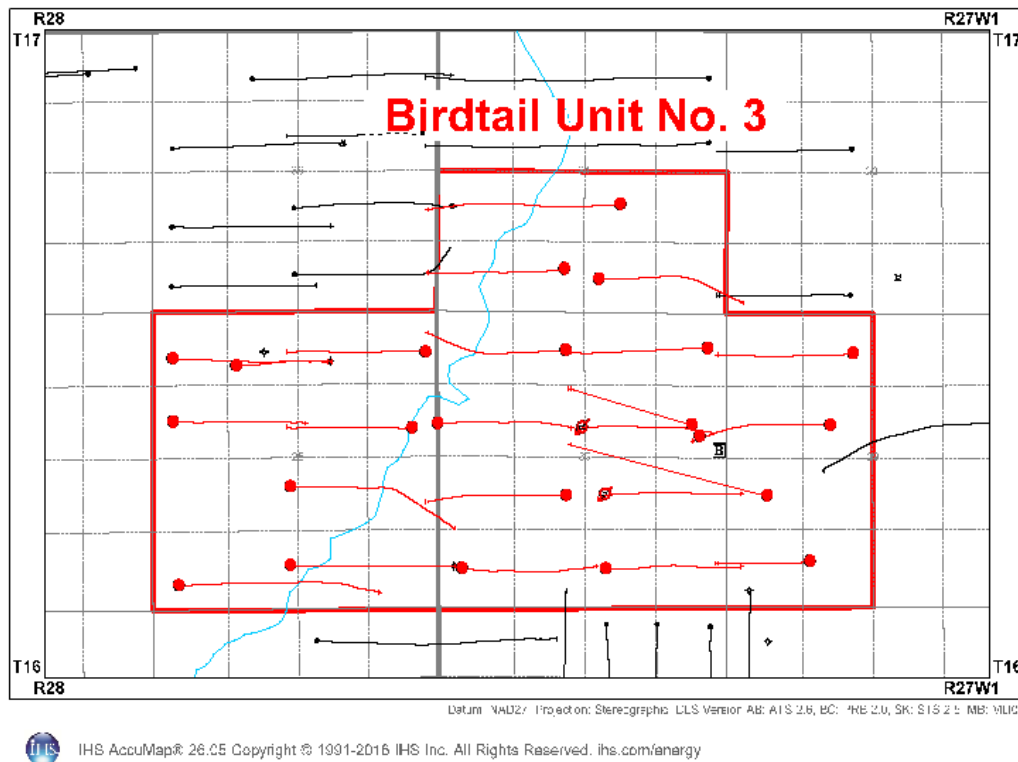 R28 R27W1
T17 T17
Birdtail Unit No. 3
B
T16 T16
R28 R27W1
Datum: NAD27 Projection: Stereographic DLS Version AB: ATS 2.6, BC: PRB 2.0, SK: STS 2.5, MB:
IHS IHS AccuMap® 26.05 Copyright © 1991-2016 IHS Inc. All Rights Reserved. ihs.com/energy